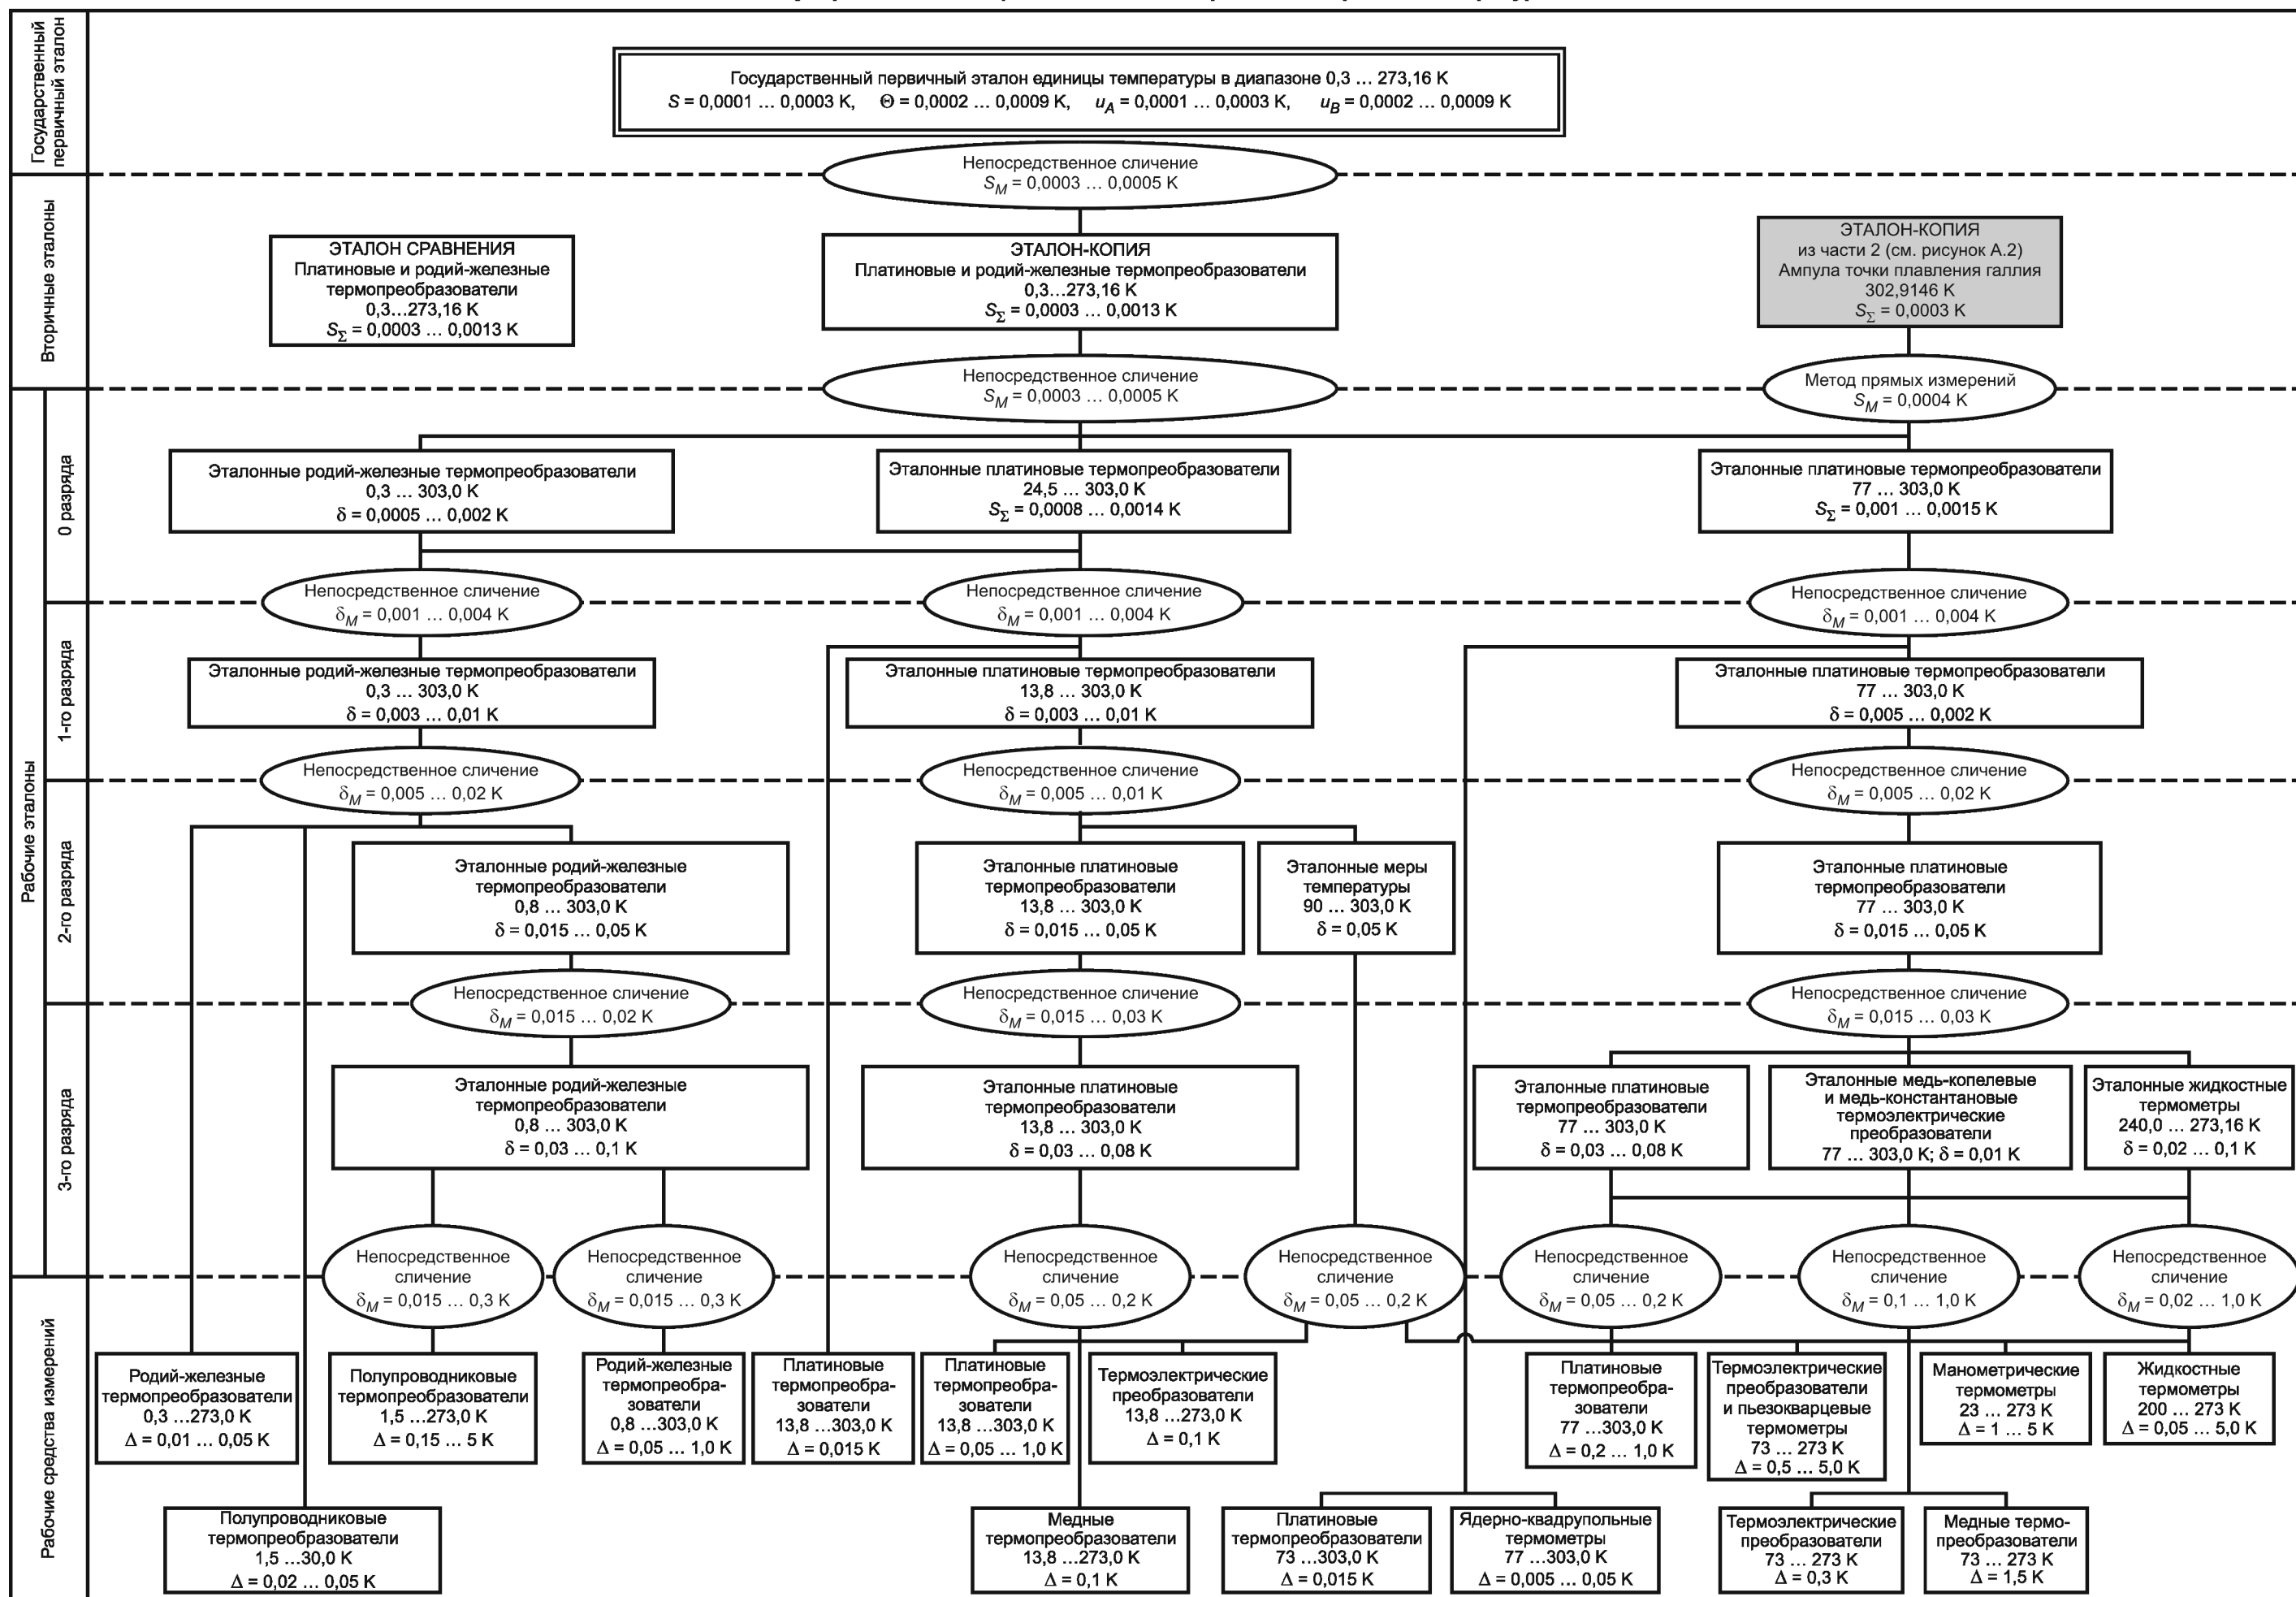 Государственный
первичный эталон
Государственный первичный эталон единицы температуры в диапазоне 0,3 ... 273,16 K
S = 0,0001 ... 0,0003 K, Θ = 0,0002 ... 0,0009 K, u_A = 0,0001 ... 0,0003 K, u_B = 0,0002 ... 0,0009 K
Непосредственное сличение
S_M = 0,0003 ... 0,0005 K
Вторичные эталоны
ЭТАЛОН СРАВНЕНИЯ
Платиновые и родий-железные
термопреобразователи
0,3...273,16 K
S_Σ = 0,0003 ... 0,0013 K
ЭТАЛОН-КОПИЯ
Платиновые и родий-железные термопреобразователи
0,3...273,16 K
S_Σ = 0,0003 ... 0,0013 K
ЭТАЛОН-КОПИЯ
из части 2 (см. рисунок А.2)
Ампула точки плавления галлия
302,9146 K
S_Σ = 0,0003 K
Непосредственное сличение
S_M = 0,0003 ... 0,0005 K
Метод прямых измерений
S_M = 0,0004 K
Рабочие эталоны
0 разряда
Эталонные родий-железные термопреобразователи
0,3 ... 303,0 K
δ = 0,0005 ... 0,002 K
Эталонные платиновые термопреобразователи
24,5 ... 303,0 K
S_Σ = 0,0008 ... 0,0014 K
Эталонные платиновые термопреобразователи
77 ... 303,0 K
S_Σ = 0,001 ... 0,0015 K
Непосредственное сличение
δ_M = 0,001 ... 0,004 K
Непосредственное сличение
δ_M = 0,001 ... 0,004 K
Непосредственное сличение
δ_M = 0,001 ... 0,004 K
1-го разряда
Эталонные родий-железные термопреобразователи
0,3 ... 303,0 K
δ = 0,003 ... 0,01 K
Эталонные платиновые термопреобразователи
13,8 ... 303,0 K
δ = 0,003 ... 0,01 K
Эталонные платиновые термопреобразователи
77 ... 303,0 K
δ = 0,005 ... 0,002 K
Непосредственное сличение
δ_M = 0,005 ... 0,02 K
Непосредственное сличение
δ_M = 0,005 ... 0,01 K
Непосредственное сличение
δ_M = 0,005 ... 0,02 K
2-го разряда
Эталонные родий-железные
термопреобразователи
0,8 ... 303,0 K
δ = 0,015 ... 0,05 K
Эталонные платиновые
термопреобразователи
13,8 ... 303,0 K
δ = 0,015 ... 0,05 K
Эталонные меры
температуры
90 ... 303,0 K
δ = 0,05 K
Эталонные платиновые
термопреобразователи
77 ... 303,0 K
δ = 0,015 ... 0,05 K
Непосредственное сличение
δ_M = 0,015 ... 0,02 K
Непосредственное сличение
δ_M = 0,015 ... 0,03 K
Непосредственное сличение
δ_M = 0,015 ... 0,03 K
3-го разряда
Эталонные родий-железные
термопреобразователи
0,8 ... 303,0 K
δ = 0,03 ... 0,1 K
Эталонные платиновые
термопреобразователи
13,8 ... 303,0 K
δ = 0,03 ... 0,08 K
Эталонные платиновые
термопреобразователи
77 ... 303,0 K
δ = 0,03 ... 0,08 K
Эталонные медь-копелевые
и медь-константановые
термоэлектрические
преобразователи
77 ... 303,0 K; δ = 0,01 K
Эталонные жидкостные
термометры
240,0 ... 273,16 K
δ = 0,02 ... 0,1 K
Непосредственное
сличение
δ_M = 0,015 ... 0,3 K
Непосредственное
сличение
δ_M = 0,015 ... 0,3 K
Непосредственное
сличение
δ_M = 0,05 ... 0,2 K
Непосредственное
сличение
δ_M = 0,05 ... 0,2 K
Непосредственное
сличение
δ_M = 0,05 ... 0,2 K
Непосредственное
сличение
δ_M = 0,1 ... 1,0 K
Непосредственное
сличение
δ_M = 0,02 ... 1,0 K
Рабочие средства измерений
Родий-железные
термопреобразователи
0,3 ...273,0 K
Δ = 0,01 ... 0,05 K
Полупроводниковые
термопреобразователи
1,5 ...273,0 K
Δ = 0,15 ... 5 K
Родий-железные
термопреобра-
зователи
0,8 ...303,0 K
Δ = 0,05 ... 1,0 K
Платиновые
термопреобра-
зователи
13,8 ...303,0 K
Δ = 0,015 K
Платиновые
термопреобра-
зователи
13,8 ...303,0 K
Δ = 0,05 ... 1,0 K
Термоэлектрические
преобразователи
13,8 ...273,0 K
Δ = 0,1 K
Платиновые
термопреобра-
зователи
77 ...303,0 K
Δ = 0,2 ... 1,0 K
Термоэлектрические
преобразователи
и пьезокварцевые
термометры
73 ... 273 K
Δ = 0,5 ... 5,0 K
Манометрические
термометры
23 ... 273 K
Δ = 1 ... 5 K
Жидкостные
термометры
200 ... 273 K
Δ = 0,05 ... 5,0 K
Полупроводниковые
термопреобразователи
1,5 ...30,0 K
Δ = 0,02 ... 0,05 K
Медные
термопреобразователи
13,8 ...273,0 K
Δ = 0,1 K
Платиновые
термопреобразователи
73 ...303,0 K
Δ = 0,015 K
Ядерно-квадрупольные
термометры
77 ...303,0 K
Δ = 0,005 ... 0,05 K
Термоэлектрические
преобразователи
73 ... 273 K
Δ = 0,3 K
Медные термо-
преобразователи
73 ... 273 K
Δ = 1,5 K